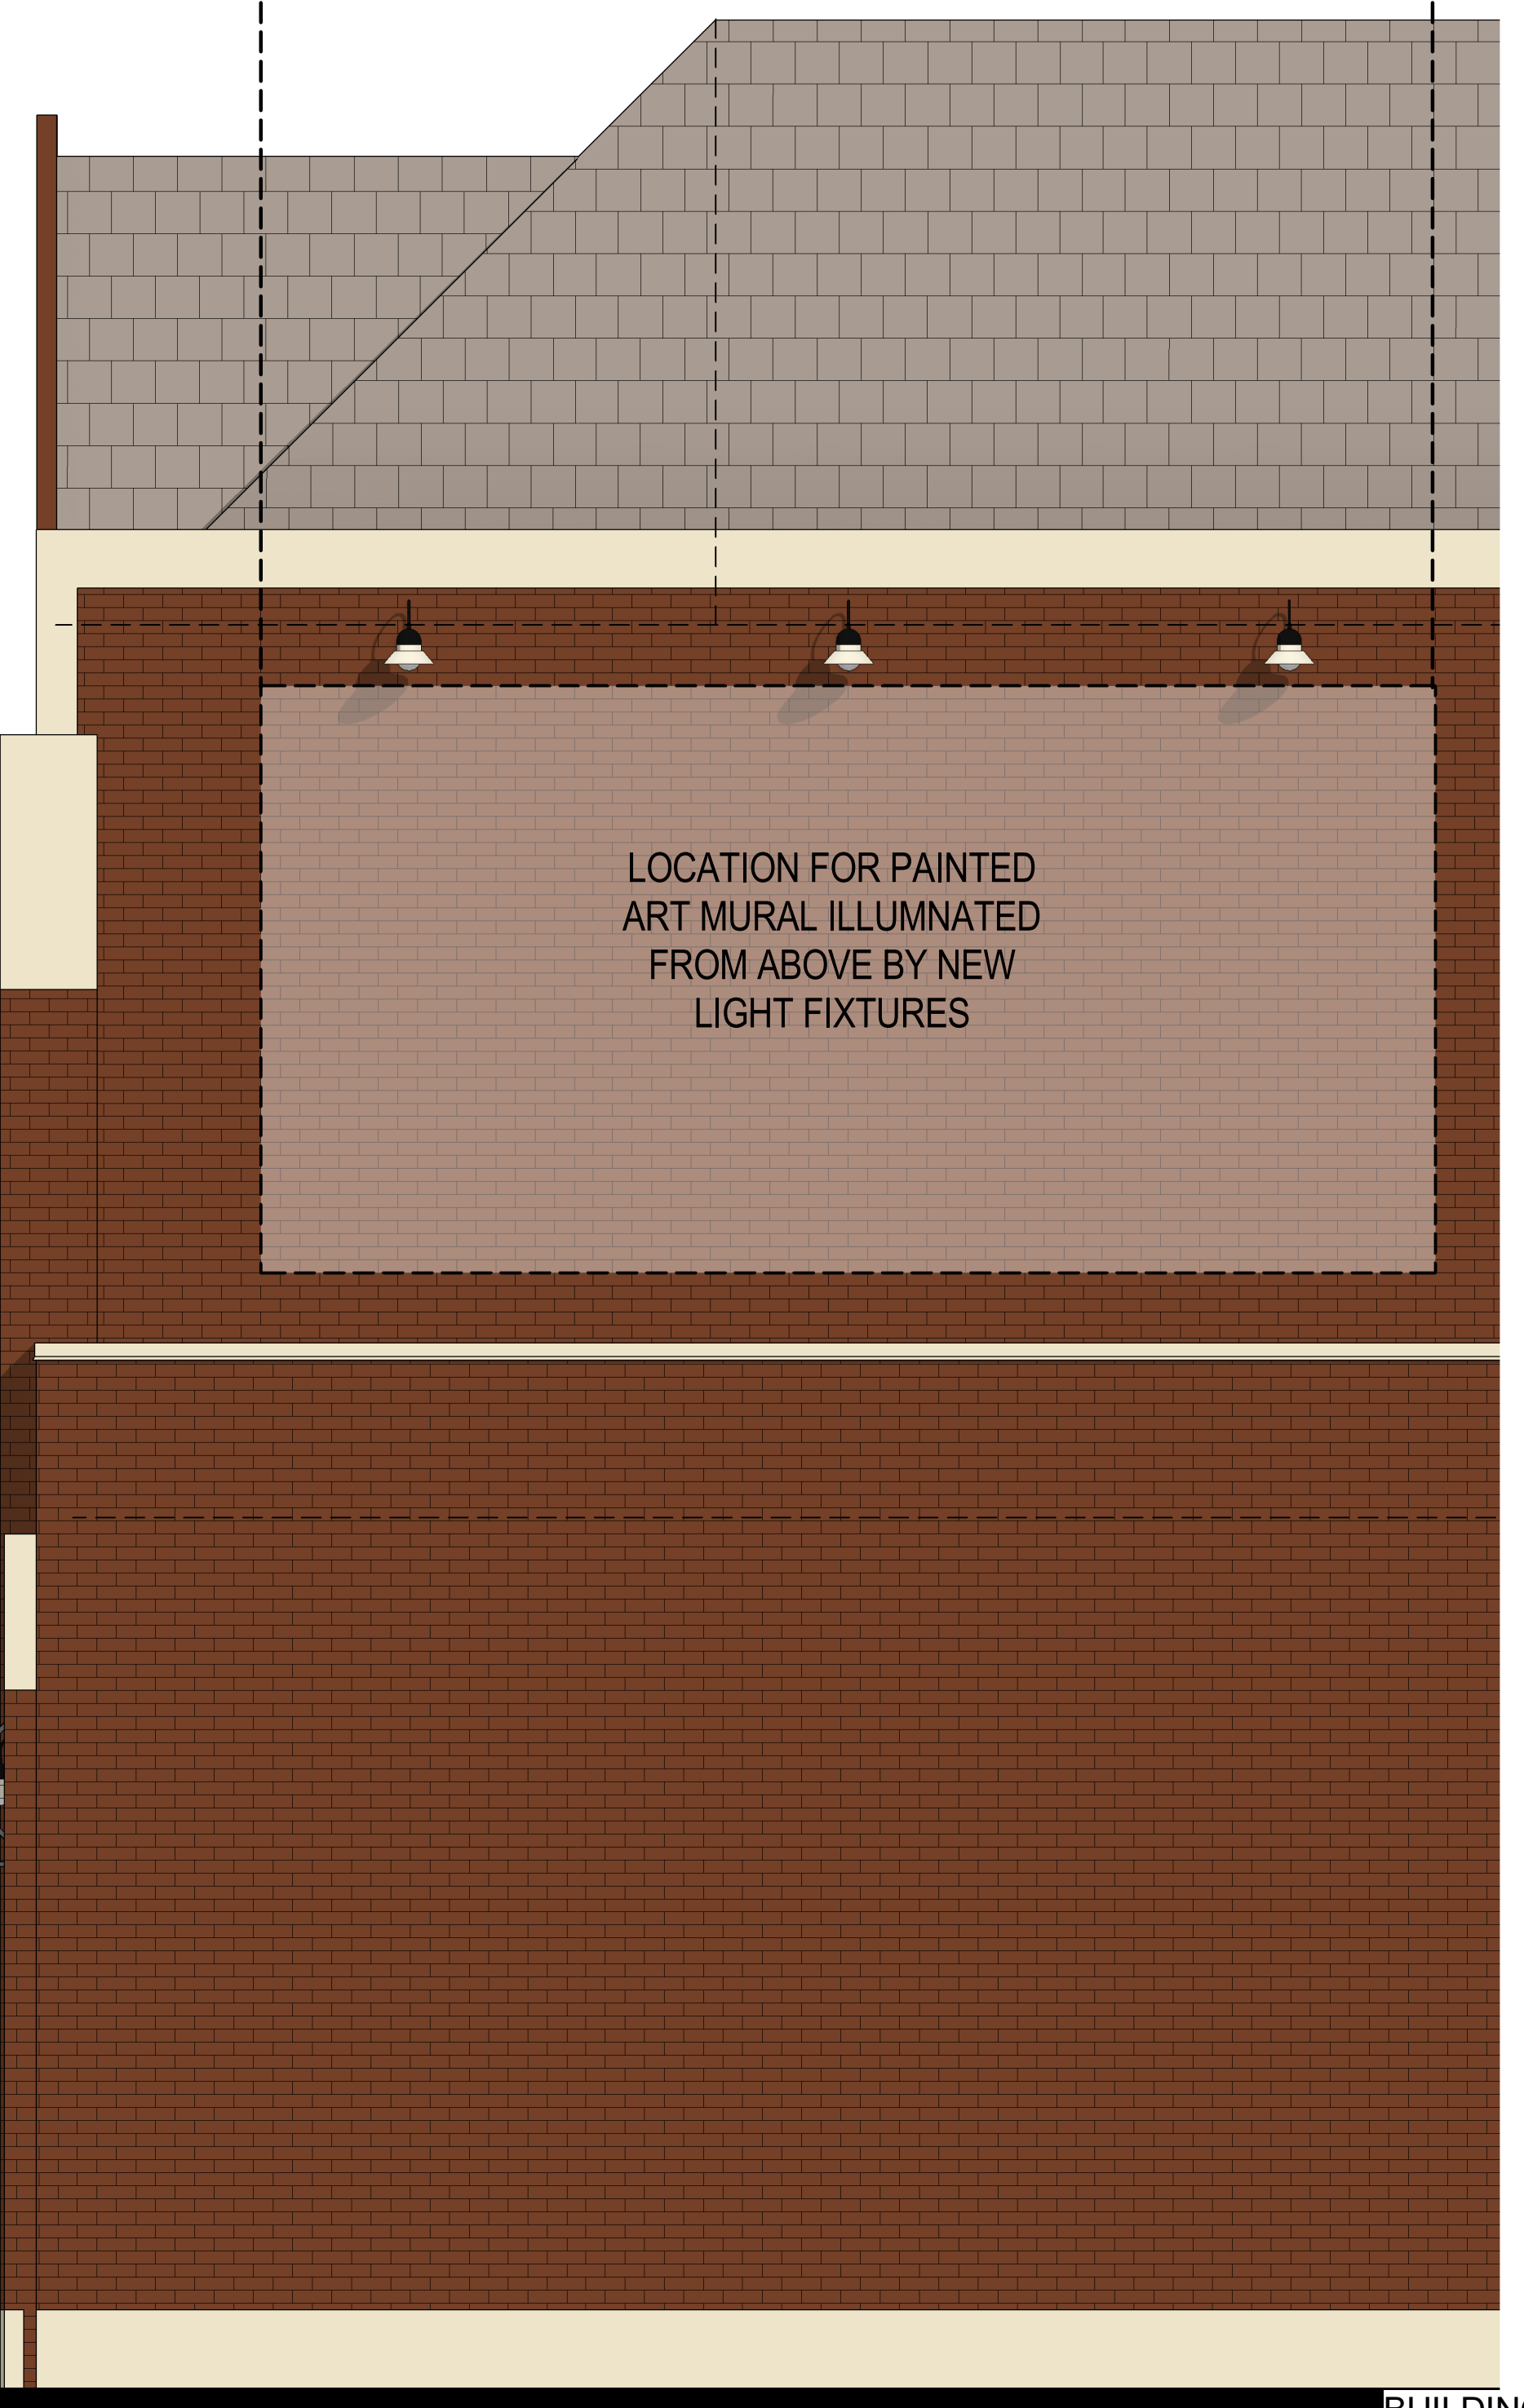 LOCATION FOR PAINTED
ART MURAL ILLUMNATED
FROM ABOVE BY NEW
LIGHT FIXTURES